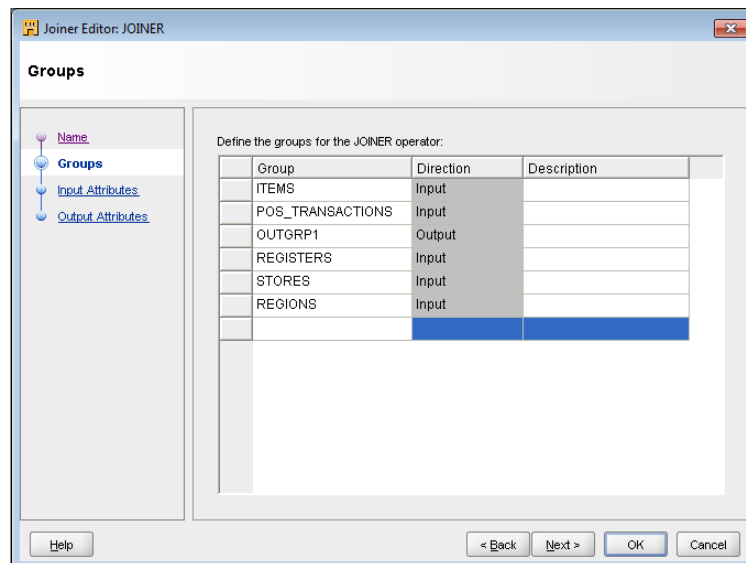 Joiner Editor: JOINER
Groups
Name
Groups
Input Attributes
Output Attributes
Define the groups for the JOINER operator:
Group Direction Description
ITEMS Input
POS_TRANSACTIONS Input
OUTGRP1 Output
REGISTERS Input
STORES Input
REGIONS Input
Help < Back Next > OK Cancel